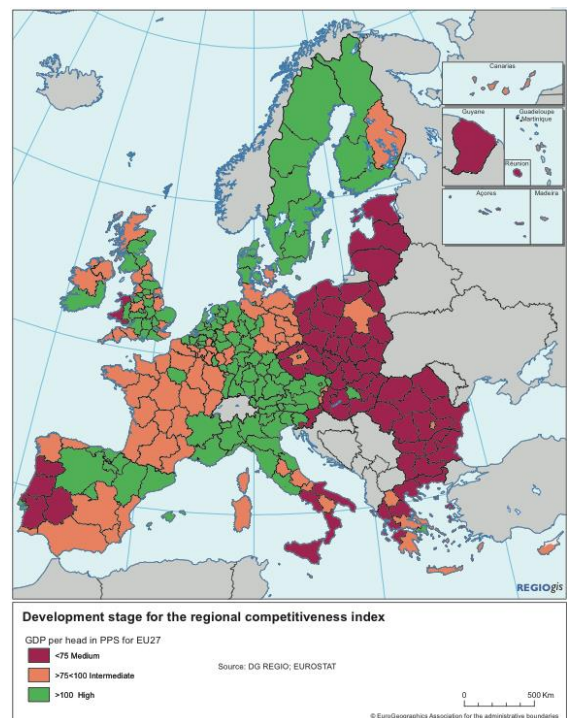 Canarias
Guyane
Guadeloupe
Martinique
Réunion
Açores
Madeira
REGIOgis
Development stage for the regional competitiveness index
GDP per head in PPS for EU27
<75 Medium
>75<100 Intermediate
>100 High
Source: DG REGIO; EUROSTAT
0 500 Km
© EuroGeographics Association for the administrative boundaries